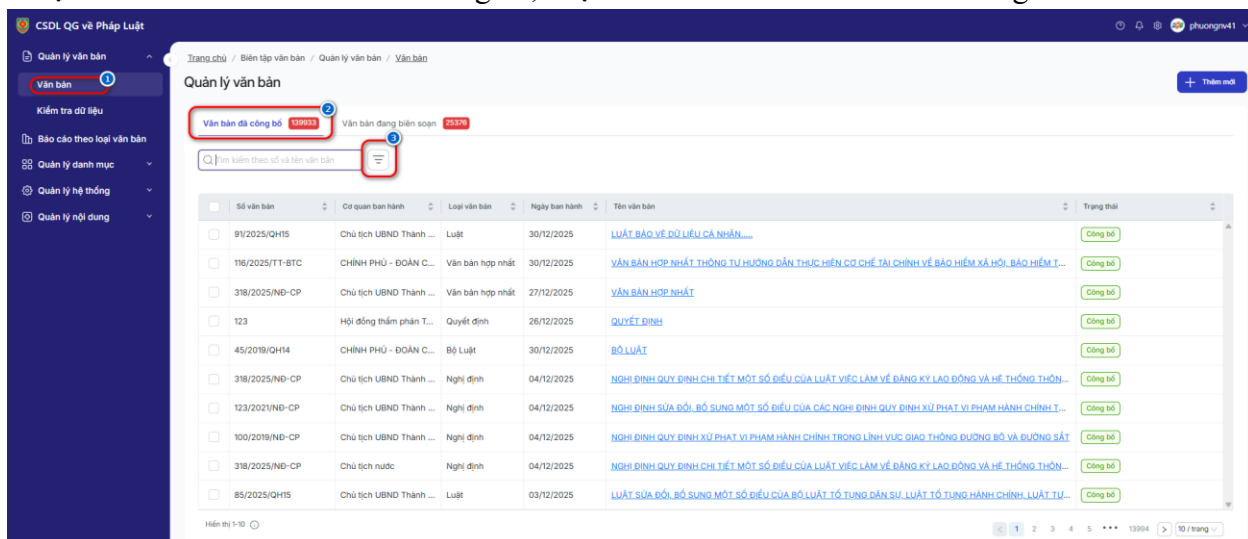 CSDL QG về Pháp Luật
phuongnv41
Quản lý văn bản
Văn bản
1
Kiểm tra dữ liệu
Báo cáo theo loại văn bản
Quản lý danh mục
Quản lý hệ thống
Quản lý nội dung
Trang chủ / Biên tập văn bản / Quản lý văn bản / Văn bản
Quản lý văn bản
Thêm mới
2
Văn bản đã công bố 139933 Văn bản đang biên soạn 25376
3
Tìm kiếm theo số và tên văn bản
Số văn bản Cơ quan ban hành Loại văn bản Ngày ban hành Tên văn bản Trạng thái
91/2025/QH15 Chủ tịch UBND Thành ... Luật 30/12/2025 LUẬT BẢO VỆ DỮ LIỆU CÁ NHÂN..... Công bố
116/2025/TT-BTC CHÍNH PHỦ - ĐOÀN C... Văn bản hợp nhất 30/12/2025 VĂN BẢN HỢP NHẤT THÔNG TƯ HƯỚNG DẪN THỰC HIỆN CƠ CHẾ TÀI CHÍNH VỀ BẢO HIỂM XÃ HỘI, BẢO HIỂM T... Công bố
318/2025/NĐ-CP Chủ tịch UBND Thành ... Văn bản hợp nhất 27/12/2025 VĂN BẢN HỢP NHẤT Công bố
123 Hội đồng thẩm phán T... Quyết định 26/12/2025 QUYẾT ĐỊNH Công bố
45/2019/QH14 CHÍNH PHỦ - ĐOÀN C... Bộ Luật 30/12/2025 BỘ LUẬT Công bố
318/2025/NĐ-CP Chủ tịch UBND Thành ... Nghị định 04/12/2025 NGHỊ ĐỊNH QUY ĐỊNH CHI TIẾT MỘT SỐ ĐIỀU CỦA LUẬT VIỆC LÀM VỀ ĐĂNG KÝ LAO ĐỘNG VÀ HỆ THỐNG THÔN... Công bố
123/2021/NĐ-CP Chủ tịch UBND Thành ... Nghị định 04/12/2025 NGHỊ ĐỊNH SỬA ĐỔI, BỔ SUNG MỘT SỐ ĐIỀU CỦA CÁC NGHỊ ĐỊNH QUY ĐỊNH XỬ PHẠT VI PHẠM HÀNH CHÍNH T... Công bố
100/2019/NĐ-CP Chủ tịch UBND Thành ... Nghị định 04/12/2025 NGHỊ ĐỊNH QUY ĐỊNH XỬ PHẠT VI PHẠM HÀNH CHÍNH TRONG LĨNH VỰC GIAO THÔNG ĐƯỜNG BỘ VÀ ĐƯỜNG SẮT Công bố
318/2025/NĐ-CP Chủ tịch nước Nghị định 04/12/2025 NGHỊ ĐỊNH QUY ĐỊNH CHI TIẾT MỘT SỐ ĐIỀU CỦA LUẬT VIỆC LÀM VỀ ĐĂNG KÝ LAO ĐỘNG VÀ HỆ THỐNG THÔN... Công bố
85/2025/QH15 Chủ tịch UBND Thành ... Luật 03/12/2025 LUẬT SỬA ĐỔI, BỔ SUNG MỘT SỐ ĐIỀU CỦA BỘ LUẬT TỐ TỤNG DÂN SỰ, LUẬT TỐ TỤNG HÀNH CHÍNH, LUẬT TƯ... Công bố
Hiển thị 1-10
1 2 3 4 5 ••• 13994 10 / trang